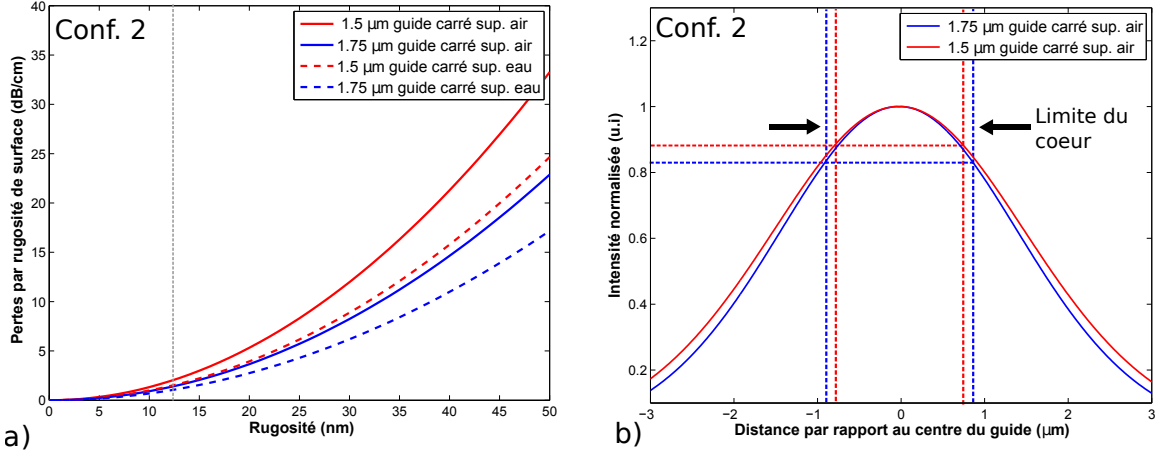 Conf. 2
1.5 µm guide carré sup. air
1.75 µm guide carré sup. air
1.5 µm guide carré sup. eau
1.75 µm guide carré sup. eau
Pertes par rugosité de surface (dB/cm)
40
35
30
25
20
15
10
5
0
0 5 10 15 20 25 30 35 40 45 50
Rugosité (nm)
a)
Conf. 2
1.75 µm guide carré sup. air
1.5 µm guide carré sup. air
Limite du
coeur
Intensité normalisée (u.i)
1.2
1
0.8
0.6
0.4
0.2
−3 −2 −1 0 1 2 3
Distance par rapport au centre du guide (µm)
b)